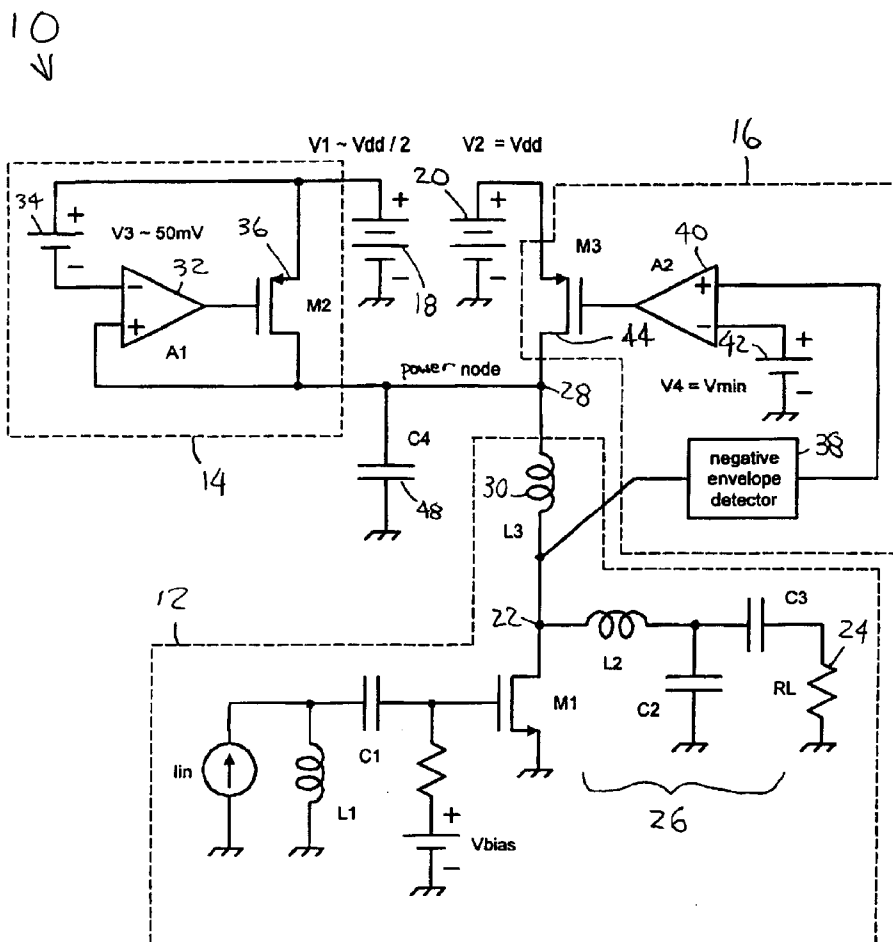 10
V1 ~ Vdd / 2
V2 = Vdd
16
34
+
V3 ~ 50mV
-
36
32
-
+
A1
M2
+
18
-
20
+
-
M3
A2
40
+
-
44
42
+
V4 = Vmin
-
power node
28
14
C4
48
30
L3
negative
envelope
detector
38
12
22
L2
C3
24
M1
C2
RL
Iin
L1
C1
+
Vbias
-
26